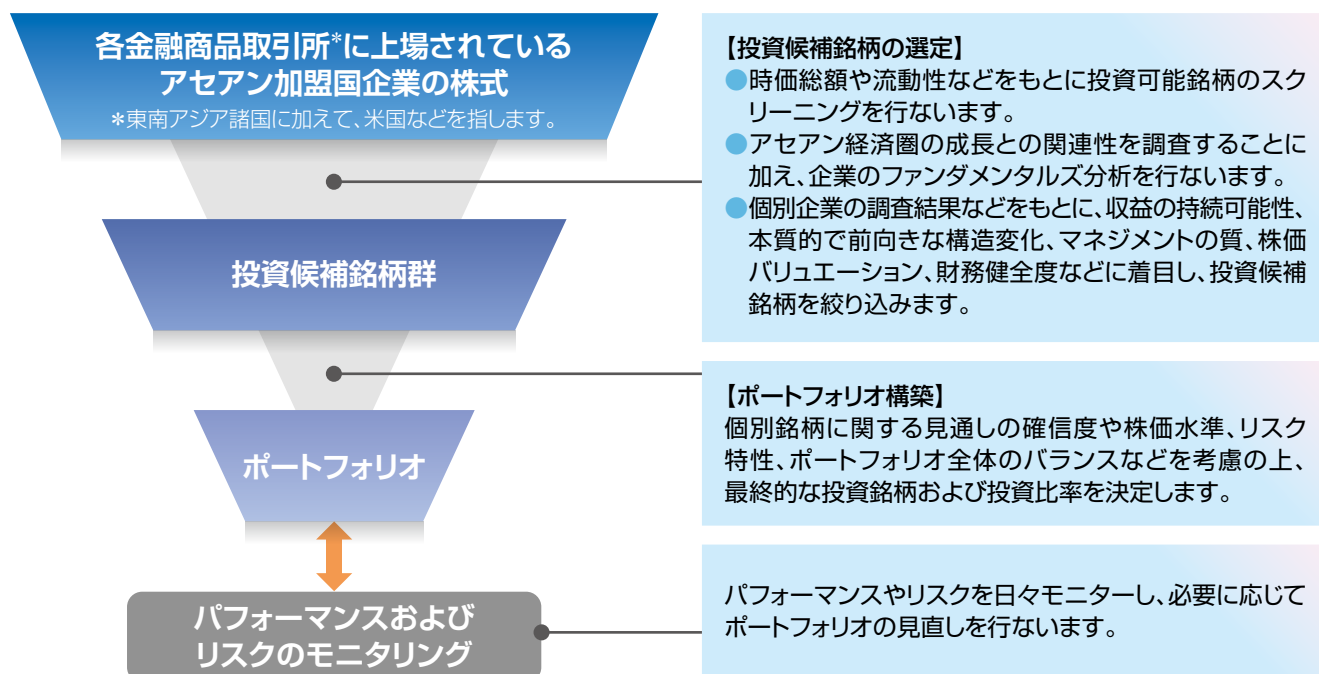 各金融商品取引所*に上場されている
アセアン加盟国企業の株式
*東南アジア諸国に加えて、米国などを指します。
【投資候補銘柄の選定】
●時価総額や流動性などをもとに投資可能銘柄のスク
リーニングを行ないます。
●アセアン経済圏の成長との関連性を調査することに
加え、企業のファンダメンタルズ分析を行ないます。
●個別企業の調査結果などをもとに、収益の持続可能性、
本質的で前向きな構造変化、マネジメントの質、株価
バリュエーション、財務健全度などに着目し、投資候補
銘柄を絞り込みます。
投資候補銘柄群
【ポートフォリオ構築】
個別銘柄に関する見通しの確信度や株価水準、リスク
特性、ポートフォリオ全体のバランスなどを考慮の上、
最終的な投資銘柄および投資比率を決定します。
ポートフォリオ
パフォーマンスおよび
リスクのモニタリング
パフォーマンスやリスクを日々モニターし、必要に応じて
ポートフォリオの見直しを行ないます。